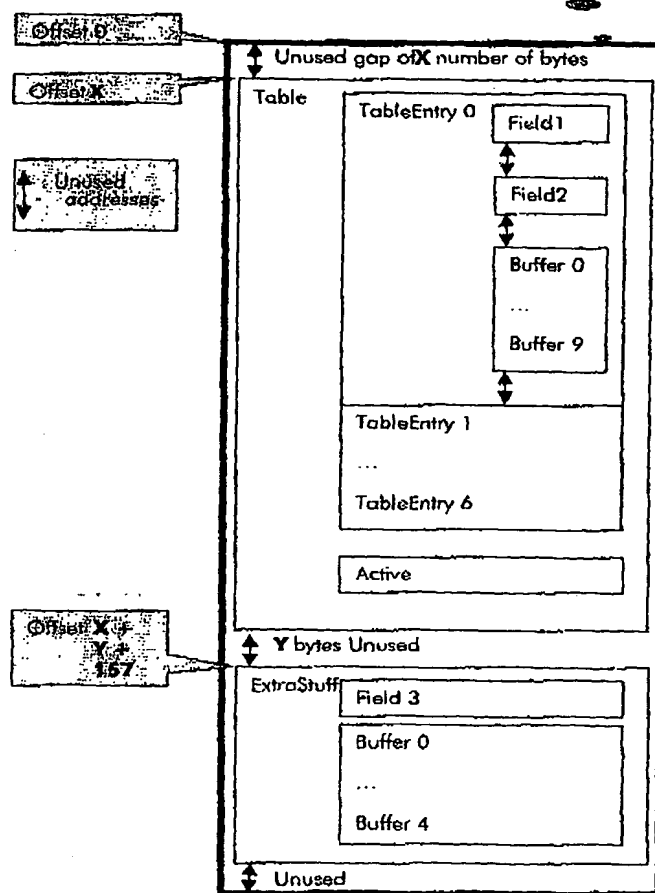 Offset 0
Unused gap of X number of bytes
Offset X
Table
TableEntry 0
Field1
Unused
addresses
Field2
Buffer 0
...
Buffer 9
TableEntry 1
...
TableEntry 6
Active
Offset X +
Y +
157
Y bytes Unused
ExtraStuff
Field 3
Buffer 0
...
Buffer 4
Unused